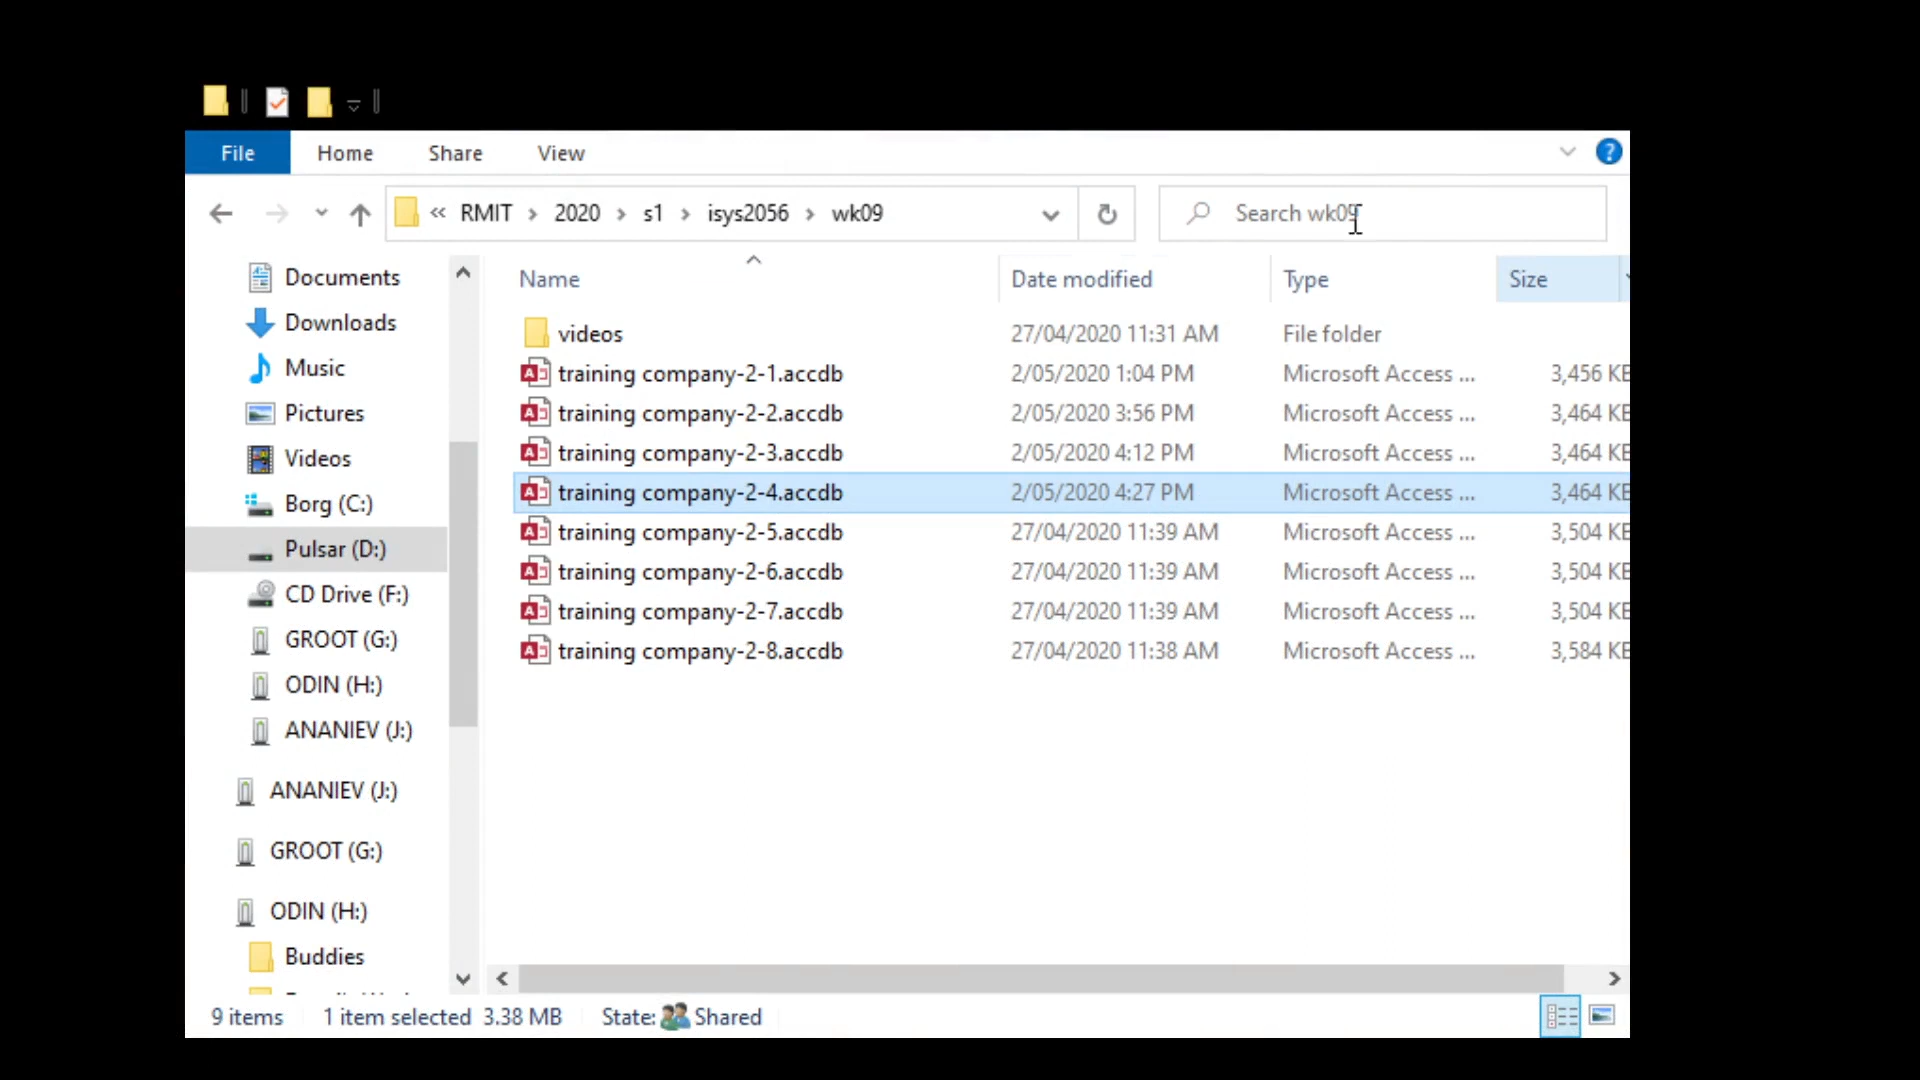 File Home Share View
« RMIT > 2020 > s1 > isys2056 > wk09
Search wk09
Name Date modified Type Size
videos 27/04/2020 11:31 AM File folder
training company-2-1.accdb 2/05/2020 1:04 PM Microsoft Access ... 3,456 KB
training company-2-2.accdb 2/05/2020 3:56 PM Microsoft Access ... 3,464 KB
training company-2-3.accdb 2/05/2020 4:12 PM Microsoft Access ... 3,464 KB
training company-2-4.accdb 2/05/2020 4:27 PM Microsoft Access ... 3,464 KB
training company-2-5.accdb 27/04/2020 11:39 AM Microsoft Access ... 3,504 KB
training company-2-6.accdb 27/04/2020 11:39 AM Microsoft Access ... 3,504 KB
training company-2-7.accdb 27/04/2020 11:39 AM Microsoft Access ... 3,504 KB
training company-2-8.accdb 27/04/2020 11:38 AM Microsoft Access ... 3,584 KB
Documents
Downloads
Music
Pictures
Videos
Borg (C:)
Pulsar (D:)
CD Drive (F:)
GROOT (G:)
ODIN (H:)
ANANIEV (J:)
ANANIEV (J:)
GROOT (G:)
ODIN (H:)
Buddies
9 items 1 item selected 3.38 MB State: Shared